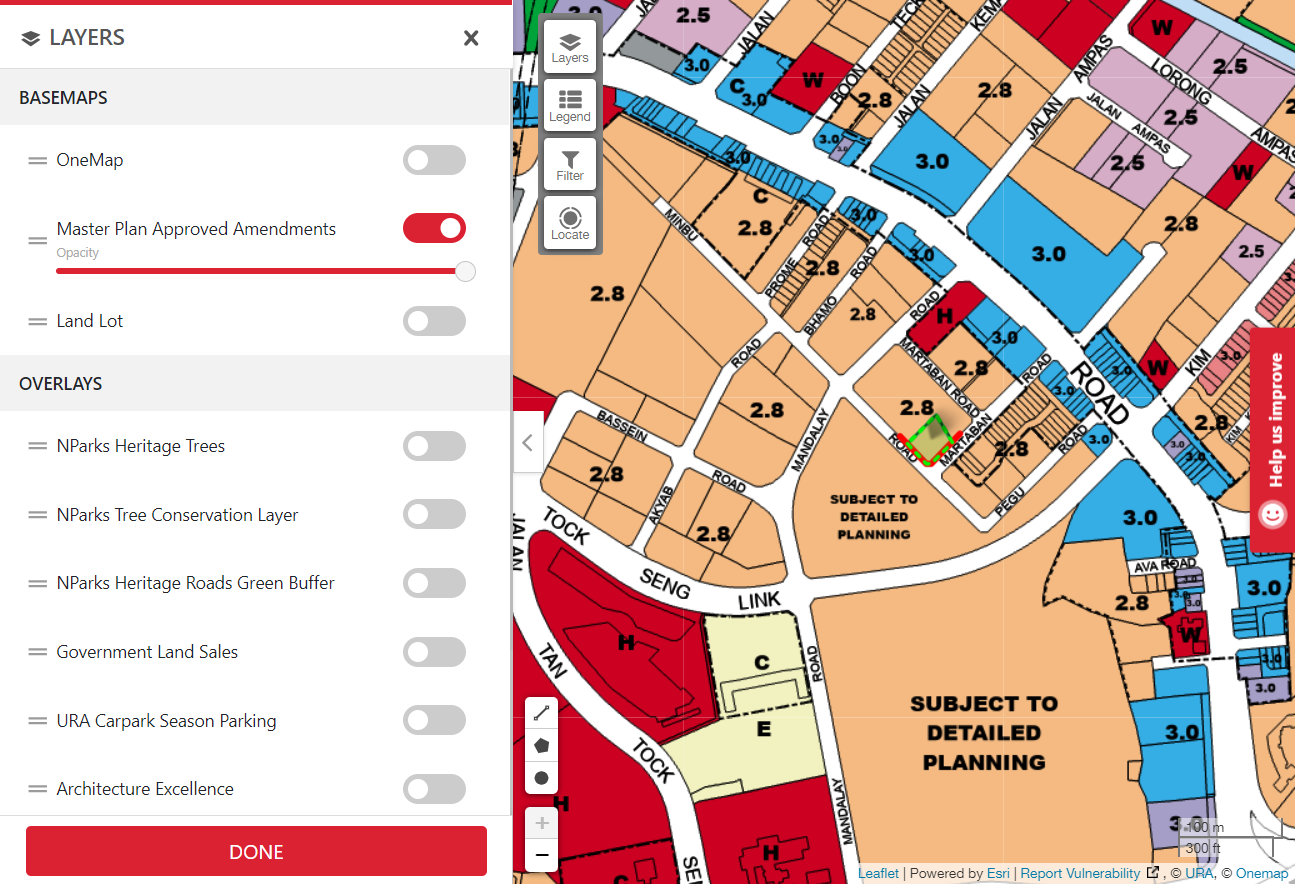 LAYERS
BASEMAPS
OneMap
Master Plan Approved Amendments
Opacity
Land Lot
OVERLAYS
NParks Heritage Trees
NParks Tree Conservation Layer
NParks Heritage Roads Green Buffer
Government Land Sales
URA Carpark Season Parking
Architecture Excellence
DONE
Layers
Legend
Filter
Locate
Help us improve
2.5
JALAN
3.0
C
3.0
W
BOON
TECK
2.8
JALAN
KEMA
2.8
AMPAS
JALAN
W
LORONG
2.5
AMPAS
2.5
JALAN
AMPAS
2.5
W
3.0
3.0
3.0
3.0
C
2.8
MINBU
PROME
ROAD
2.8
BHAMO
ROAD
3.0
3.0
2.8
2.8
ROAD
3.0
2.8
2.5
ROAD
H
MARTABAN ROAD
3.0
2.8
ROAD
MARTABAN
2.8
ROAD
3.0
ROAD
3.0
W
KIM
3.0
2.8
KIM
3.0
3.0
2.8
PEGU
ROAD
3.0
2.8
MANDALAY
BASSEIN
ROAD
2.8
AKYAB
2.8
SUBJECT TO
DETAILED
PLANNING
TOCK
SENG
LINK
JALAN
TAN
TOCK
SEN
H
C
E
ROAD
MANDALAY
H
H
C
3.0
AVA ROAD
2.8
3.0
3.0
3.0
W
3.0
3.0
3.0
SUBJECT TO
DETAILED
PLANNING
3.0
3.0
100 m
300 ft
Leaflet | Powered by Esri | Report Vulnerability , © URA, © Onemap